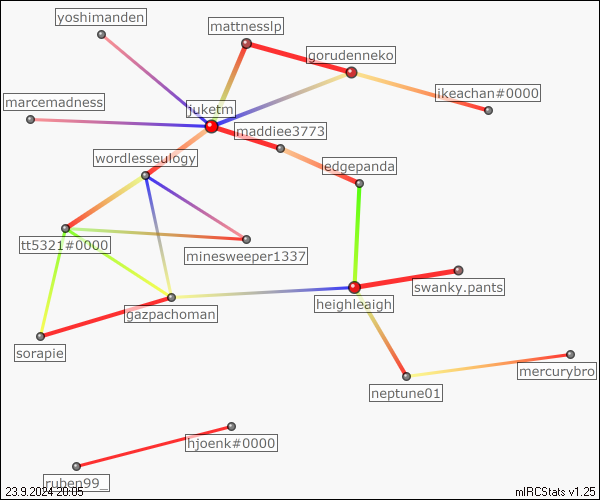 yoshimanden
mattnesslp
gorudenneko
ikeachan#0000
marcemadness
juketm
maddiee3773
wordlesseulogy
edgepanda
tt5321#0000
minesweeper1337
swanky.pants
heighleaigh
gazpachoman
sorapie
mercurybro
neptune01
hjoenk#0000
ruben99_
23.9.2024 20:05
mIRCStats v1.25